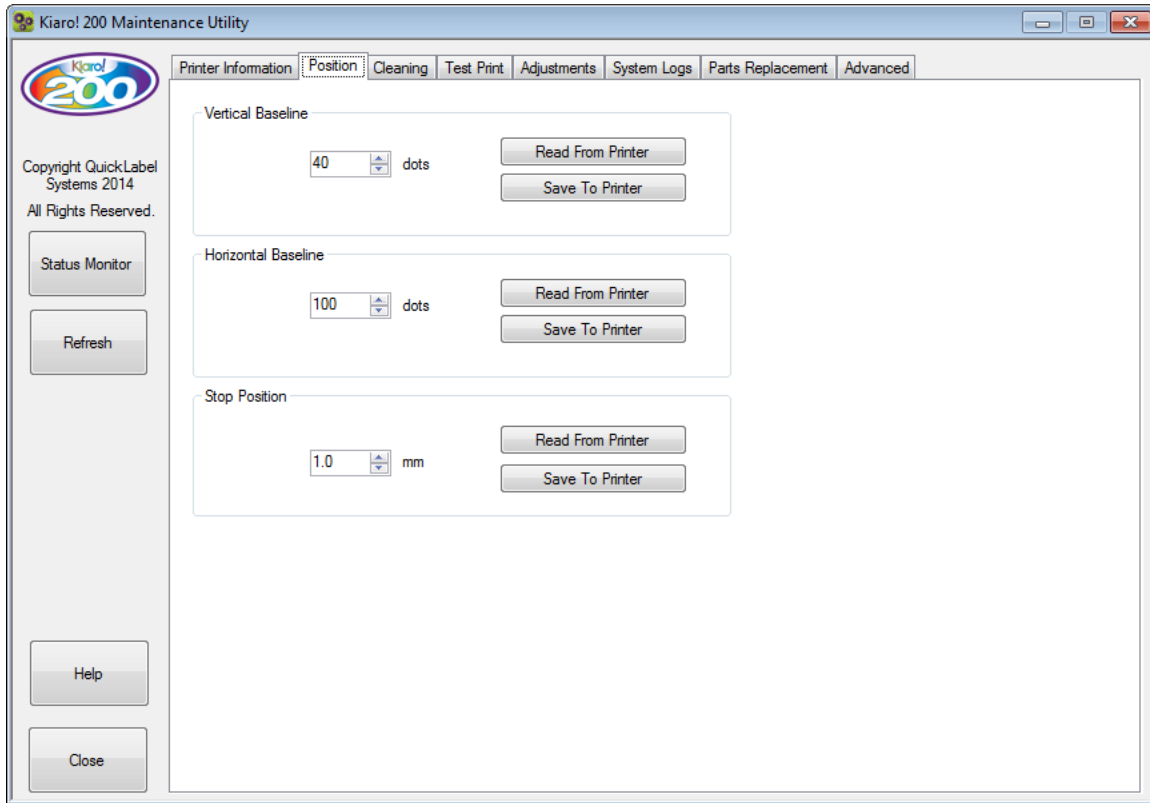 Kiaro! 200 Maintenance Utility
Kiaro!
200
Copyright QuickLabel
Systems 2014
All Rights Reserved.
Status Monitor
Refresh
Help
Close
Printer Information Position Cleaning Test Print Adjustments System Logs Parts Replacement Advanced
Vertical Baseline
40 dots
Read From Printer
Save To Printer
Horizontal Baseline
100 dots
Read From Printer
Save To Printer
Stop Position
1.0 mm
Read From Printer
Save To Printer